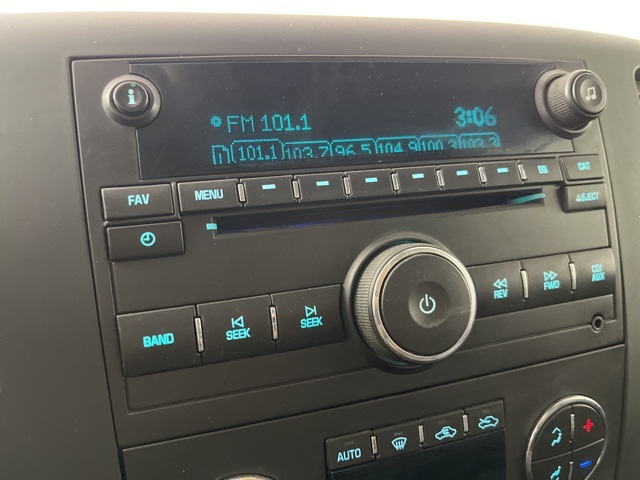 FM 101.1 3:06
101.1 103.7 96.5 104.9 100.3 103.3
FAV MENU EQ CAT
EJECT
BAND SEEK SEEK REV FWD CD/AUX
AUTO